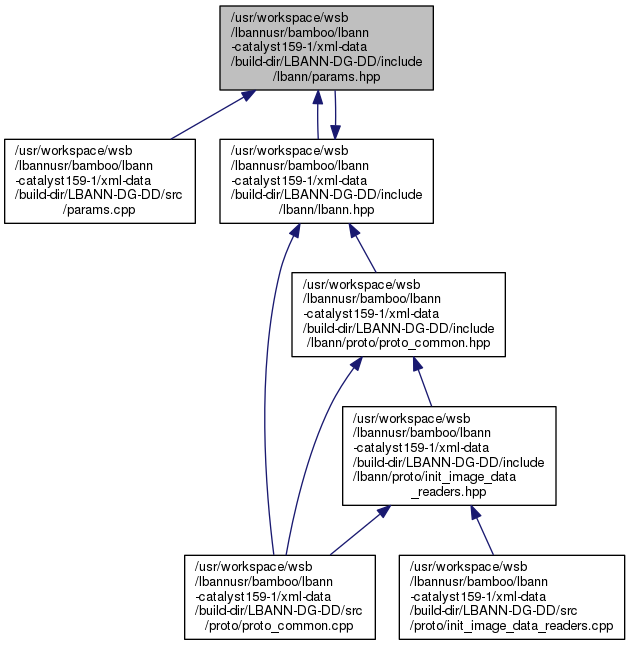 /usr/workspace/wsb
/lbannusr/bamboo/lbann
-catalyst159-1/xml-data
/build-dir/LBANN-DG-DD/include
/lbann/params.hpp
/usr/workspace/wsb
/lbannusr/bamboo/lbann
-catalyst159-1/xml-data
/build-dir/LBANN-DG-DD/src
/params.cpp
/usr/workspace/wsb
/lbannusr/bamboo/lbann
-catalyst159-1/xml-data
/build-dir/LBANN-DG-DD/include
/lbann/lbann.hpp
/usr/workspace/wsb
/lbannusr/bamboo/lbann
-catalyst159-1/xml-data
/build-dir/LBANN-DG-DD/include
/lbann/proto/proto_common.hpp
/usr/workspace/wsb
/lbannusr/bamboo/lbann
-catalyst159-1/xml-data
/build-dir/LBANN-DG-DD/include
/lbann/proto/init_image_data
_readers.hpp
/usr/workspace/wsb
/lbannusr/bamboo/lbann
-catalyst159-1/xml-data
/build-dir/LBANN-DG-DD/src
/proto/proto_common.cpp
/usr/workspace/wsb
/lbannusr/bamboo/lbann
-catalyst159-1/xml-data
/build-dir/LBANN-DG-DD/src
/proto/init_image_data_readers.cpp